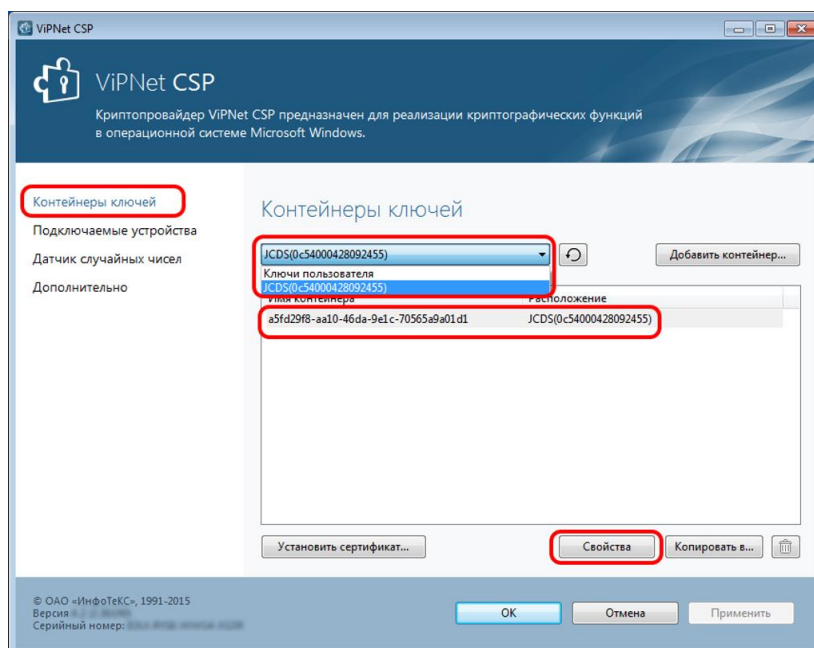 ViPNet CSP
ViPNet CSP
Криптопровайдер ViPNet CSP предназначен для реализации криптографических функций
в операционной системе Microsoft Windows.
Контейнеры ключей
Подключаемые устройства
Датчик случайных чисел
Дополнительно
Контейнеры ключей
JCDS(0c54000428092455)
Добавить контейнер...
Ключи пользователя
JCDS(0c54000428092455)
Имя контейнера Расположение
a5fd29f8-aa10-46da-9e1c-70565a9a01d1 JCDS(0c54000428092455)
Установить сертификат...
Свойства
Копировать в...
© ОАО «ИнфоТеКС», 1991-2015
Версия
Серийный номер:
OK
Отмена
Применить